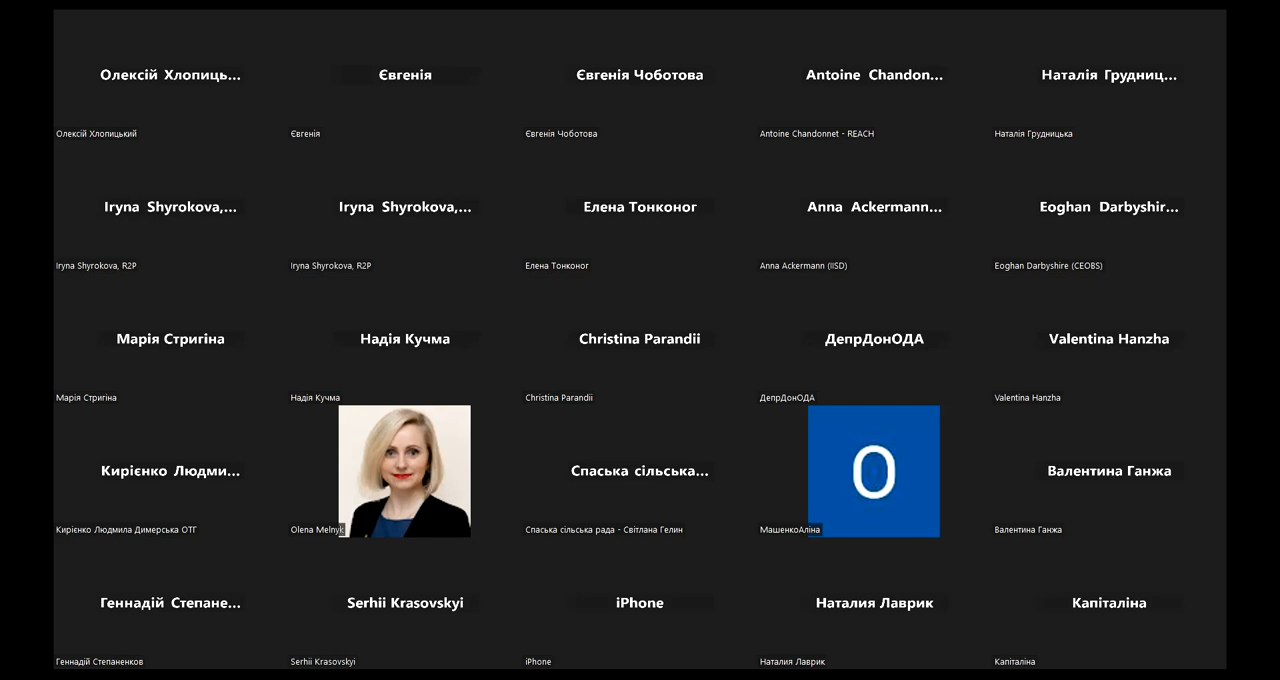 Олексій Хлопиць...
Євгенія
Євгенія Чоботова
Antoine Chandon...
Наталія Грудниц...
Олексій Хлопицький
Євгенія
Євгенія Чоботова
Antoine Chandonnet - REACH
Наталія Грудницька
Iryna Shyrokova,...
Iryna Shyrokova,...
Елена Тонконог
Anna Ackermann...
Eoghan Darbyshir...
Iryna Shyrokova, R2P
Iryna Shyrokova, R2P
Елена Тонконог
Anna Ackermann (IISD)
Eoghan Darbyshire (CEOBS)
Марія Стригіна
Надія Кучма
Christina Parandii
ДепрДонОДА
Valentina Hanzha
Марія Стригіна
Надія Кучма
Christina Parandii
ДепрДонОДА
Valentina Hanzha
Кирієнко Людми...
Спаська сільська...
О
Валентина Ганжа
Кирієнко Людмила Димерська ОТГ
Olena Melnyk
Спаська сільська рада - Світлана Гелин
МашенкоАліна
Валентина Ганжа
Геннадій Степане...
Serhii Krasovskyi
iPhone
Наталия Лаврик
Капіталіна
Геннадій Степаненков
Serhii Krasovskyi
iPhone
Наталия Лаврик
Капіталіна